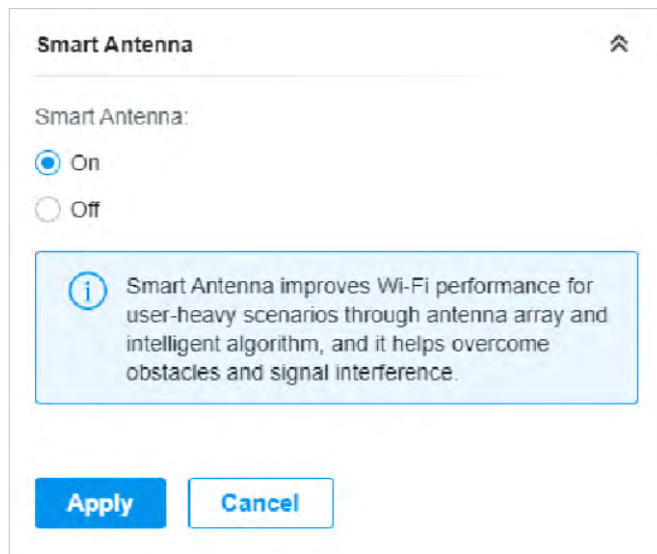 Smart Antenna
Smart Antenna:
On
Off
Smart Antenna improves Wi-Fi performance for
user-heavy scenarios through antenna array and
intelligent algorithm, and it helps overcome
obstacles and signal interference.
Apply Cancel